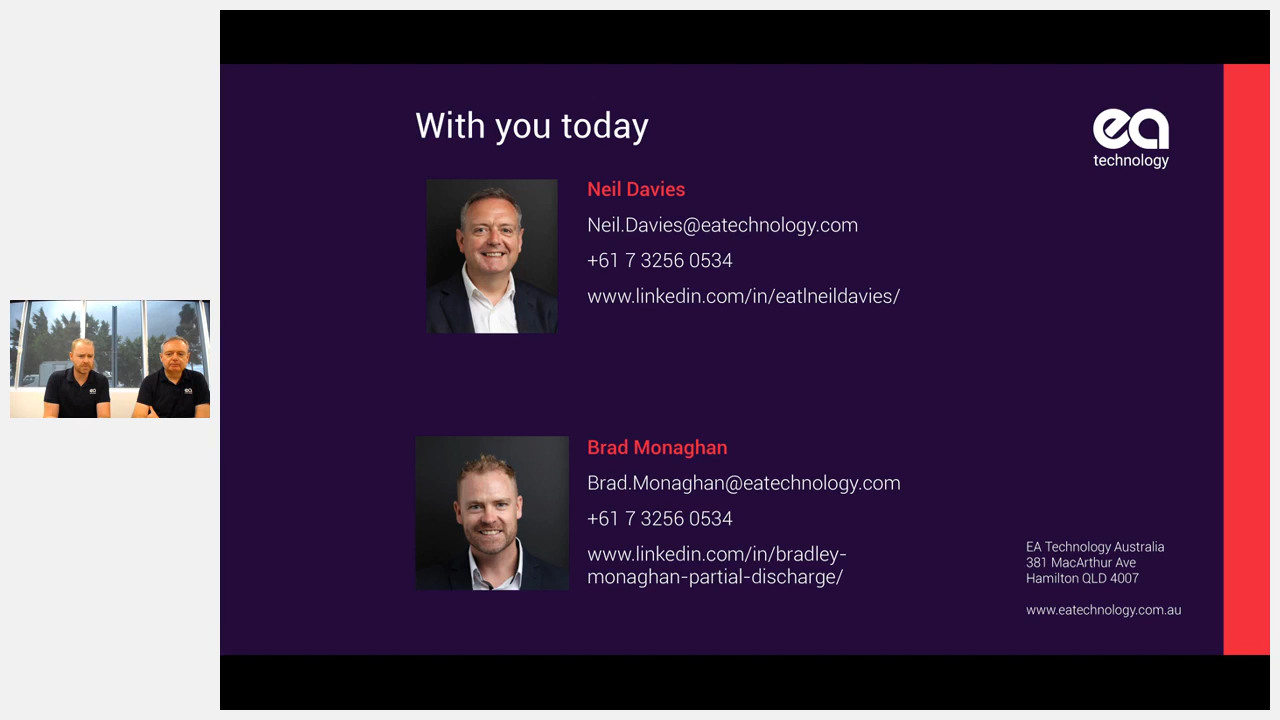 With you today
ea
technology
Neil Davies
Neil.Davies@eatechnology.com
+61 7 3256 0534
www.linkedin.com/in/eatlneildavies/
Brad Monaghan
Brad.Monaghan@eatechnology.com
+61 7 3256 0534
www.linkedin.com/in/bradley-
monaghan-partial-discharge/
EA Technology Australia
381 MacArthur Ave
Hamilton QLD 4007
www.eatechnology.com.au
ea
ea